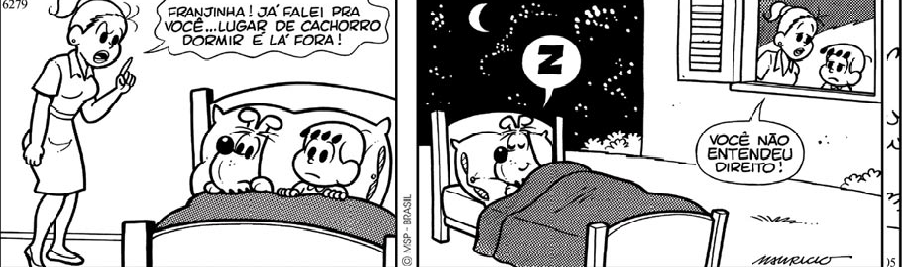 6279
FRANJINHA! JÁ FALEI PRA
VOCÊ...LUGAR DE CACHORRO
DORMIR É LÁ FORA!
© MSP - BRASIL
Z
VOCÊ NÃO
ENTENDEU
DIREITO!
MAURICIO
05